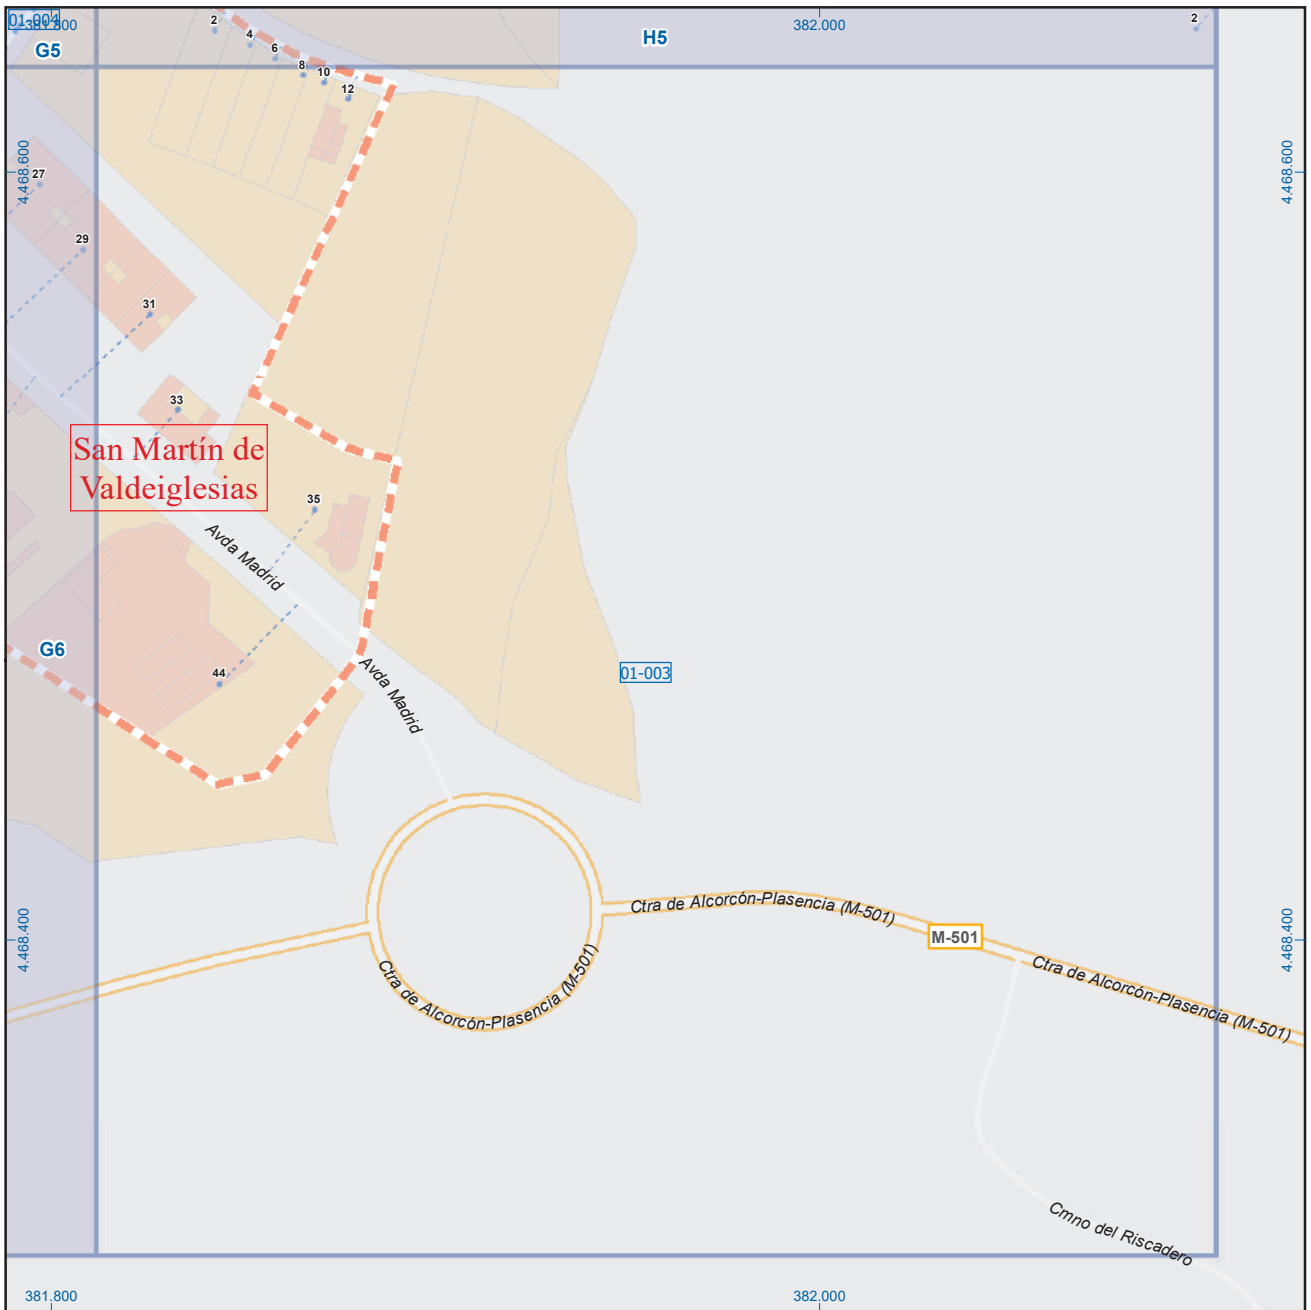 01-004
381.800
382.000
2
G5
H5
2
4
6
8
10
12
4.468.600
4.468.600
27
29
31
33
San Martín de
Valdeiglesias
35
Avda Madrid
G6
44
Avda Madrid
01-003
Ctra de Alcorcón-Plasencia (M-501)
M-501
4.468.400
4.468.400
Ctra de Alcorcón-Plasencia (M-501)
Ctra de Alcorcón-Plasencia (M-501)
Cmno del Riscadero
381.800
382.000